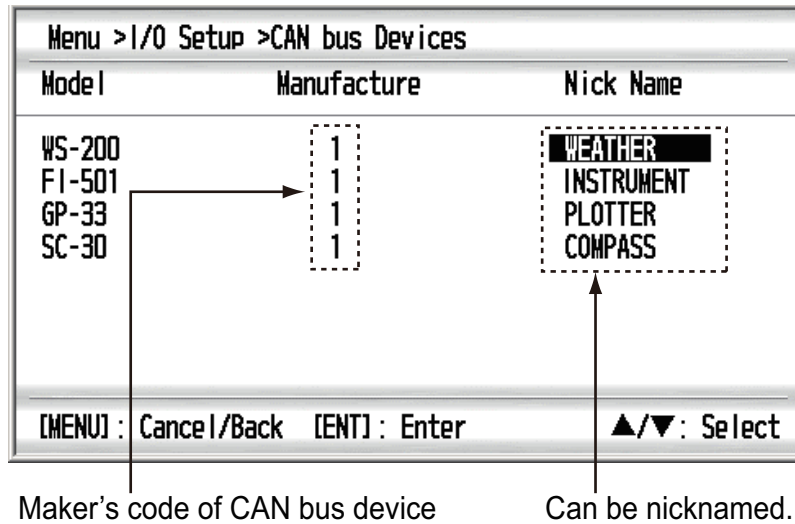 Menu >I/O Setup >CAN bus Devices
Model Manufacture Nick Name
WS-200 1 WEATHER
FI-501 1 INSTRUMENT
GP-33 1 PLOTTER
SC-30 1 COMPASS
[MENU]: Cancel/Back [ENT]: Enter ▲/▼: Select
Maker's code of CAN bus device Can be nicknamed.